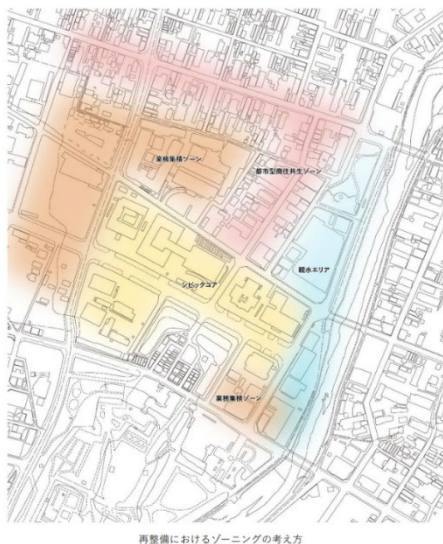 業務集積ゾーン
都市型商住共生ゾーン
親水エリア
シビックコア
業務集積ゾーン
再整備におけるゾーニングの考え方